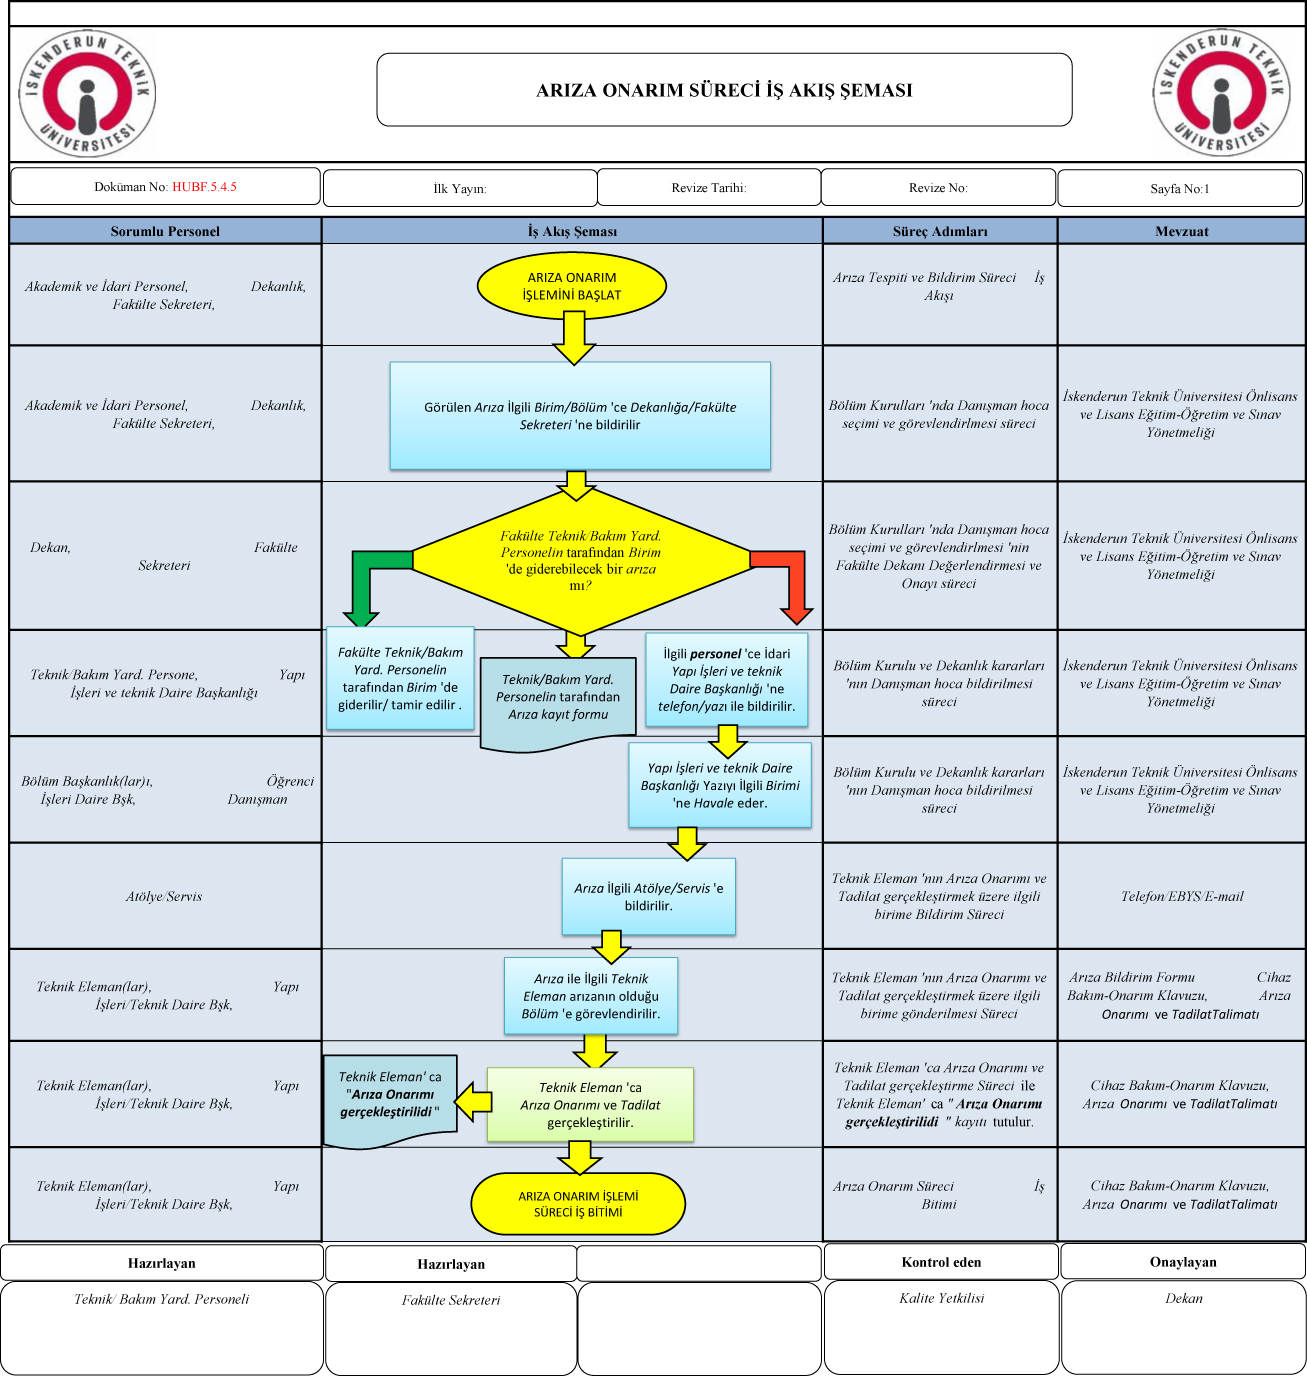 İSKENDERUN TEKNİK ÜNİVERSİTESİ
ARIZA ONARIM SÜRECİ İŞ AKIŞ ŞEMASI
İSKENDERUN TEKNİK ÜNİVERSİTESİ
Doküman No: HUBF.5.4.5
İlk Yayın:
Revize Tarihi:
Revize No:
Sayfa No:1
Sorumlu Personel
İş Akış Şeması
Süreç Adımları
Mevzuat
Akademik ve İdari Personel, Dekanlık,
Fakülte Sekreteri,
ARIZA ONARIM
İŞLEMİNİ BAŞLAT
Arıza Tespiti ve Bildirim Süreci İş
Akışı
Akademik ve İdari Personel, Dekanlık,
Fakülte Sekreteri,
Görülen Arıza İlgili Birim/Bölüm 'ce Dekanlığa/Fakülte
Sekreteri 'ne bildirilir
Bölüm Kurulları 'nda Danışman hoca
seçimi ve görevlendirlmesi süreci
İskenderun Teknik Üniversitesi Önlisans
ve Lisans Eğitim-Öğretim ve Sınav
Yönetmeliği
Dekan, Fakülte
Sekreteri
Fakülte Teknik/Bakım Yard.
Personelin tarafından Birim
'de giderebilecek bir arıza
mı?
Bölüm Kurulları 'nda Danışman hoca
seçimi ve görevlendirlmesi 'nin
Fakülte Dekanı Değerlendirmesi ve
Onayı süreci
İskenderun Teknik Üniversitesi Önlisans
ve Lisans Eğitim-Öğretim ve Sınav
Yönetmeliği
Teknik/Bakım Yard. Persone, Yapı
İşleri ve teknik Daire Başkanlığı
Fakülte Teknik/Bakım
Yard. Personelin
tarafından Birim 'de
giderilir/ tamir edilir .
Teknik/Bakım Yard.
Personelin tarafından
Arıza kayıt formu
İlgili personel 'ce İdari
Yapı İşleri ve teknik
Daire Başkanlığı 'ne
telefon/yazı ile bildirilir.
Bölüm Kurulu ve Dekanlık kararları
'nın Danışman hoca bildirilmesi
süreci
İskenderun Teknik Üniversitesi Önlisans
ve Lisans Eğitim-Öğretim ve Sınav
Yönetmeliği
Bölüm Başkanlık(lar)ı, Öğrenci
İşleri Daire Bşk, Danışman
Yapı İşleri ve teknik Daire
Başkanlığı Yazıyı İlgili Birimi
'ne Havale eder.
Bölüm Kurulu ve Dekanlık kararları
'nın Danışman hoca bildirilmesi
süreci
İskenderun Teknik Üniversitesi Önlisans
ve Lisans Eğitim-Öğretim ve Sınav
Yönetmeliği
Atölye/Servis
Arıza İlgili Atölye/Servis 'e
bildirilir.
Teknik Eleman 'nın Arıza Onarımı ve
Tadilat gerçekleştirmek üzere ilgili
birime Bildirim Süreci
Telefon/EBYS/E-mail
Teknik Eleman(lar), Yapı
İşleri/Teknik Daire Bşk,
Arıza ile İlgili Teknik
Eleman arızanın olduğu
Bölüm 'e görevlendirilir.
Teknik Eleman 'nın Arıza Onarımı ve
Tadilat gerçekleştirmek üzere ilgili
birime gönderilmesi Süreci
Arıza Bildirim Formu Cihaz
Bakım-Onarım Klavuzu, Arıza
Onarımı ve TadilatTalimatı
Teknik Eleman(lar), Yapı
İşleri/Teknik Daire Bşk,
Teknik Eleman' ca
"Arıza Onarımı
gerçekleştirilidi "
Teknik Eleman 'ca
Arıza Onarımı ve Tadilat
gerçekleştirilir.
Teknik Eleman 'ca Arıza Onarımı ve
Tadilat gerçekleştirme Süreci ile
Teknik Eleman' ca " Arıza Onarımı
gerçekleştirilidi " kayıtı tutulur.
Cihaz Bakım-Onarım Klavuzu,
Arıza Onarımı ve TadilatTalimatı
Teknik Eleman(lar), Yapı
İşleri/Teknik Daire Bşk,
ARIZA ONARIM İŞLEMİ
SÜRECİ İŞ BİTİMİ
Arıza Onarım Süreci İş
Bitimi
Cihaz Bakım-Onarım Klavuzu,
Arıza Onarımı ve TadilatTalimatı
Hazırlayan
Hazırlayan
Kontrol eden
Onaylayan
Teknik/ Bakım Yard. Personeli
Fakülte Sekreteri
Kalite Yetkilisi
Dekan